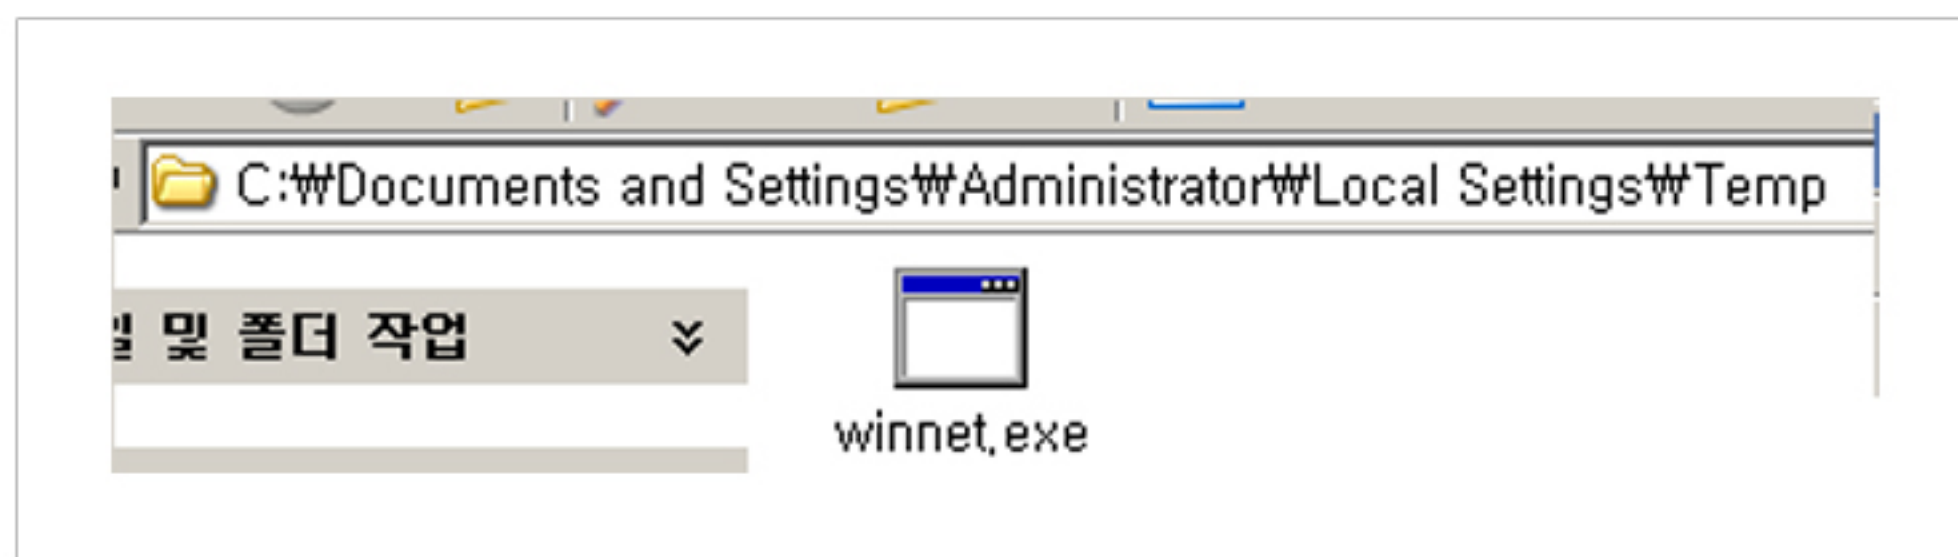 C:₩Documents and Settings₩Administrator₩Local Settings₩Temp
및 폴더 작업
winnet.exe